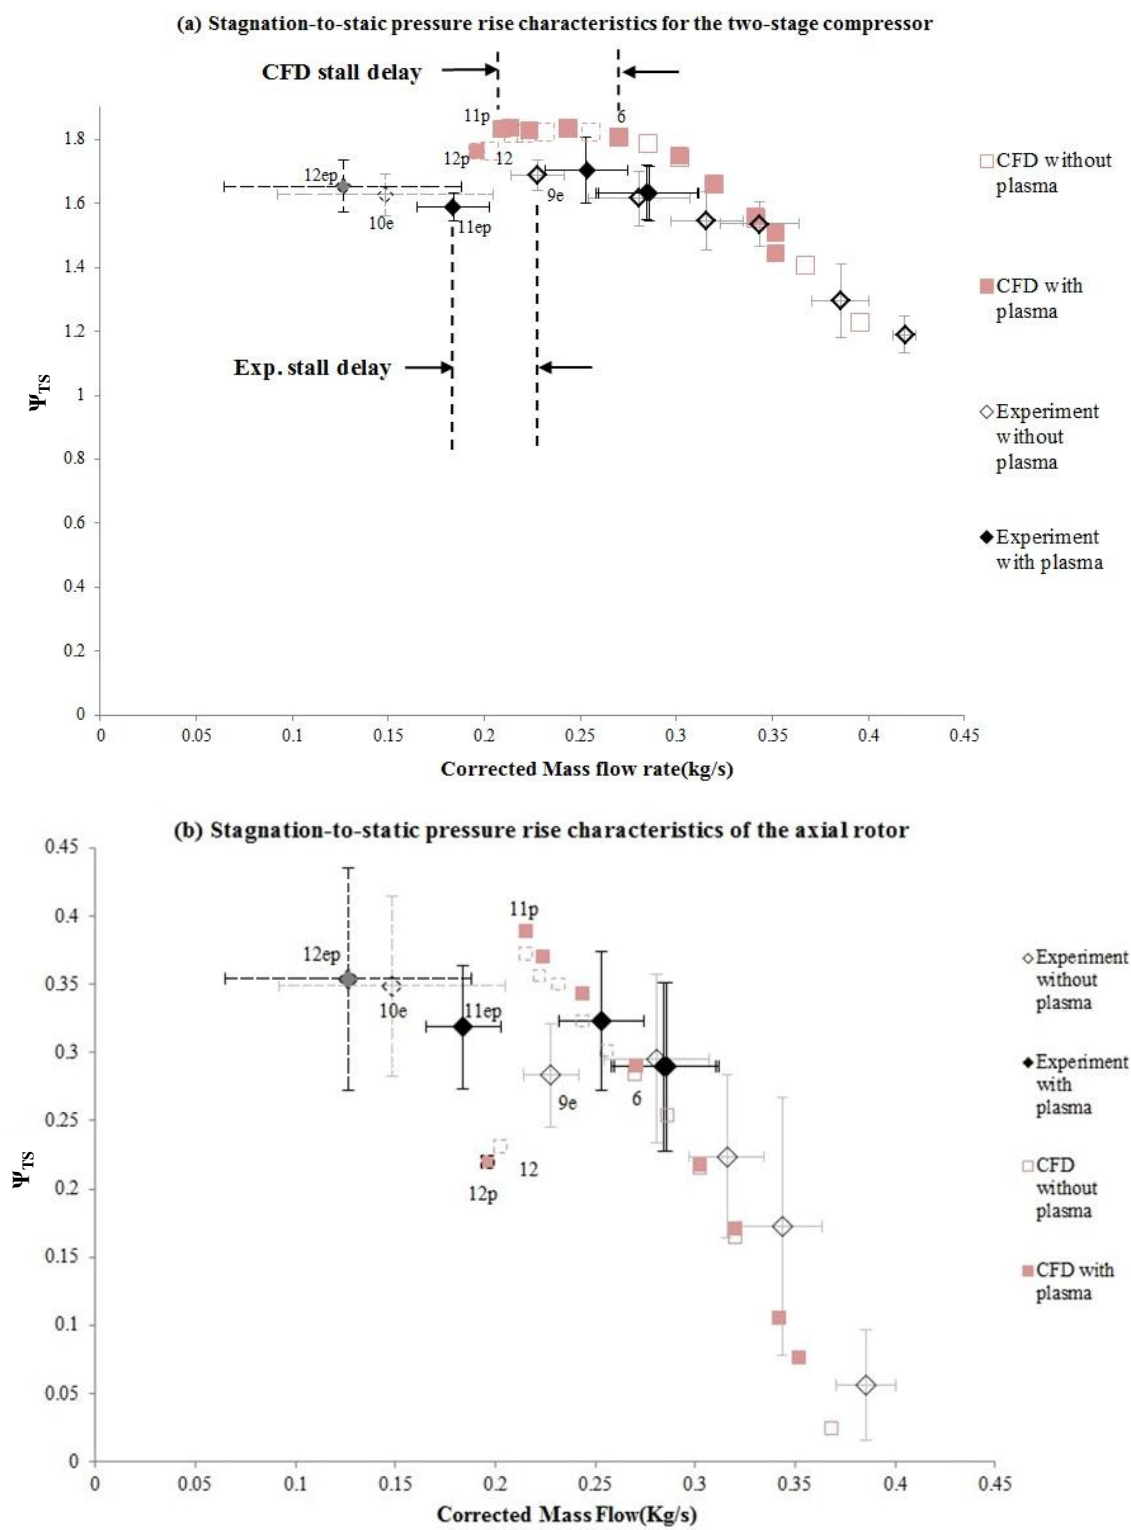 (a) Stagnation-to-staic pressure rise characteristics for the two-stage compressor
CFD stall delay
11p
6
1.8
12p
12
CFD without
plasma
12ep
1.6
10e
11ep
9e
CFD with
plasma
1.4
1.2
Exp. stall delay
ΨTS
1
Experiment
without
plasma
0.8
0.6
Experiment
with plasma
0.4
0.2
0
0
0.05
0.1
0.15
0.2
0.25
0.3
0.35
0.4
0.45
Corrected Mass flow rate(kg/s)
(b) Stagnation-to-static pressure rise characteristics of the axial rotor
0.45
0.4
11p
12ep
Experiment
without
plasma
0.35
10e
11ep
0.3
Experiment
with
plasma
9e
6
0.25
ΨTS
12
12p
0.2
CFD
without
plasma
0.15
CFD with
plasma
0.1
0.05
0
0
0.05
0.1
0.15
0.2
0.25
0.3
0.35
0.4
0.45
Corrected Mass Flow(Kg/s)